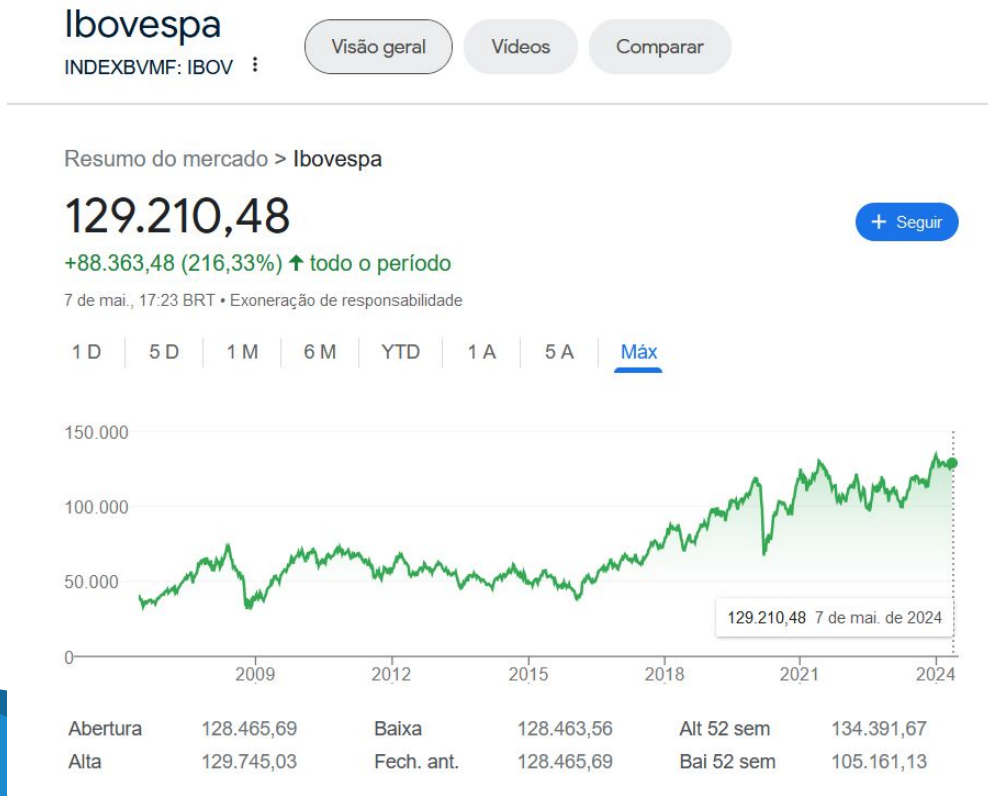 Ibovespa
INDEXBVMF: IBOV
Visão geral
Vídeos
Comparar
Resumo do mercado > Ibovespa
129.210,48
+ Seguir
+88.363,48 (216,33%) ↑ todo o período
7 de mai., 17:23 BRT • Exoneração de responsabilidade
1 D 5 D 1 M 6 M YTD 1 A 5 A Máx
150.000
100.000
50.000
0
129.210,48 7 de mai. de 2024
2009 2012 2015 2018 2021 2024
Abertura 128.465,69 Baixa 128.463,56 Alt 52 sem 134.391,67
Alta 129.745,03 Fech. ant. 128.465,69 Bai 52 sem 105.161,13